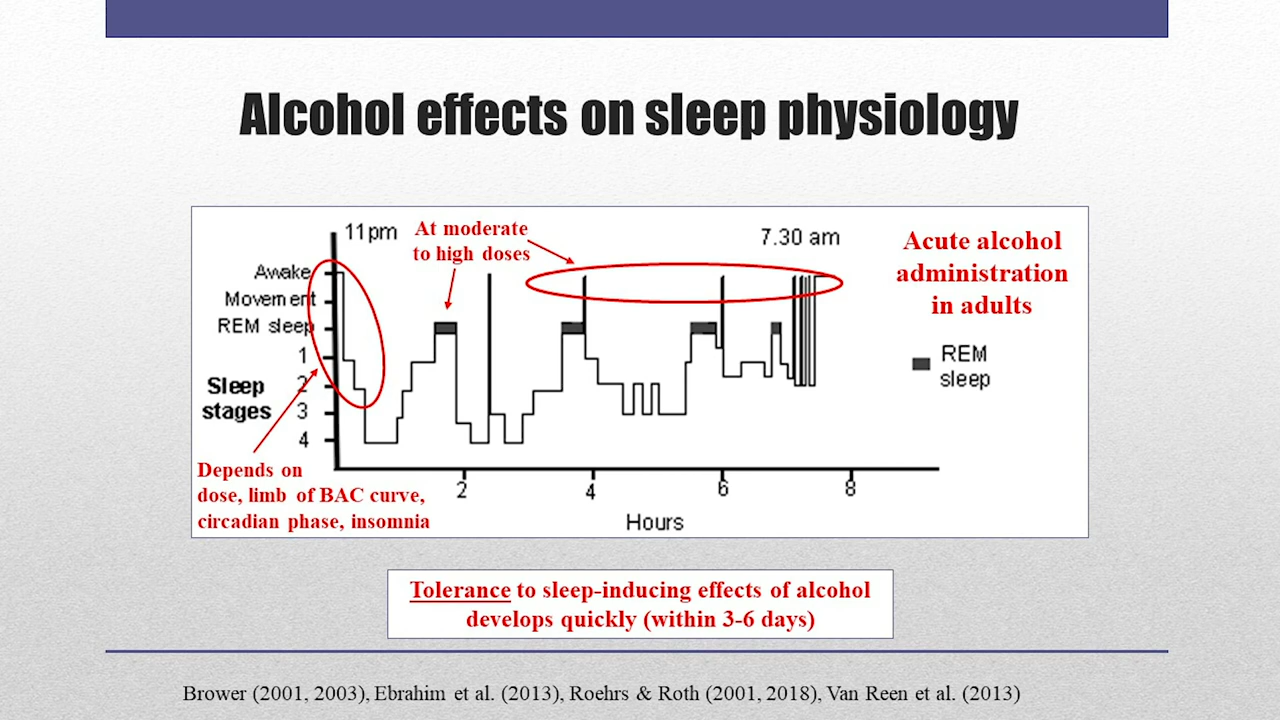 Alcohol effects on sleep physiology
11pm
At moderate
to high doses
7.30 am
Acute alcohol
administration
in adults
Awake
Movement
REM sleep
1
2
3
4
Sleep
stages
REM
sleep
Depends on
dose, limb of BAC curve,
circadian phase, insomnia
2
4
6
8
Hours
Tolerance to sleep-inducing effects of alcohol
develops quickly (within 3-6 days)
Brower (2001, 2003), Ebrahim et al. (2013), Roehrs & Roth (2001, 2018), Van Reen et al. (2013)